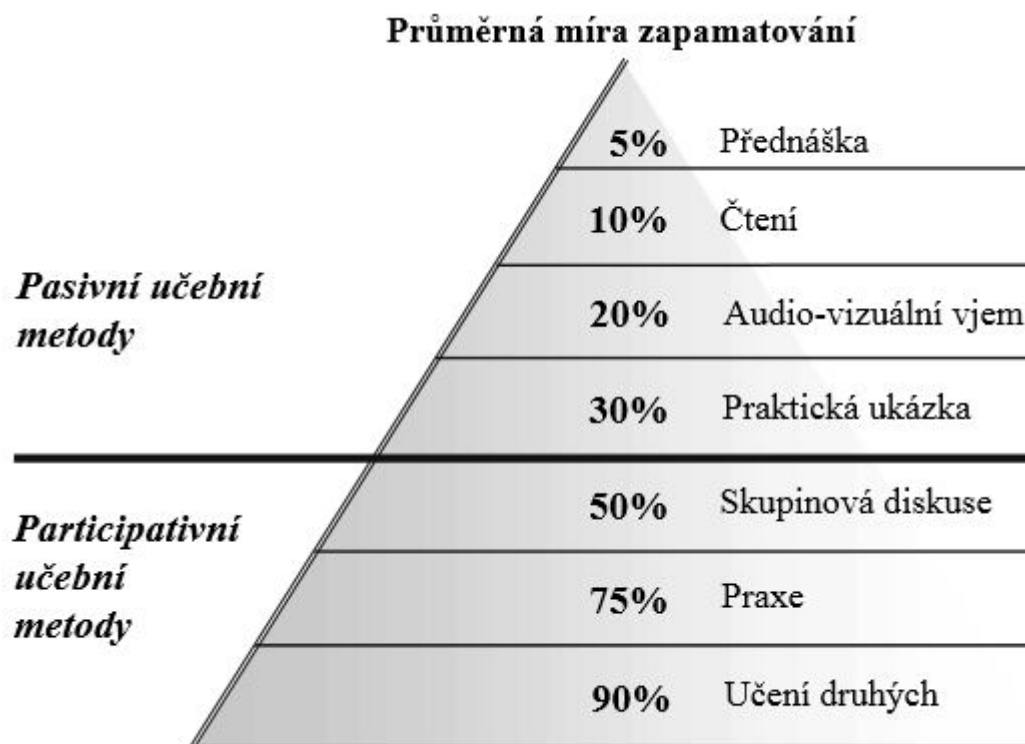 Průměrná míra zapamatování
5% Přednáška
10% Čtení
20% Audio-vizuální vjem
30% Praktická ukázka
Pasivní učební
metody
50% Skupinová diskuse
75% Praxe
90% Učení druhých
Participativní
učební
metody